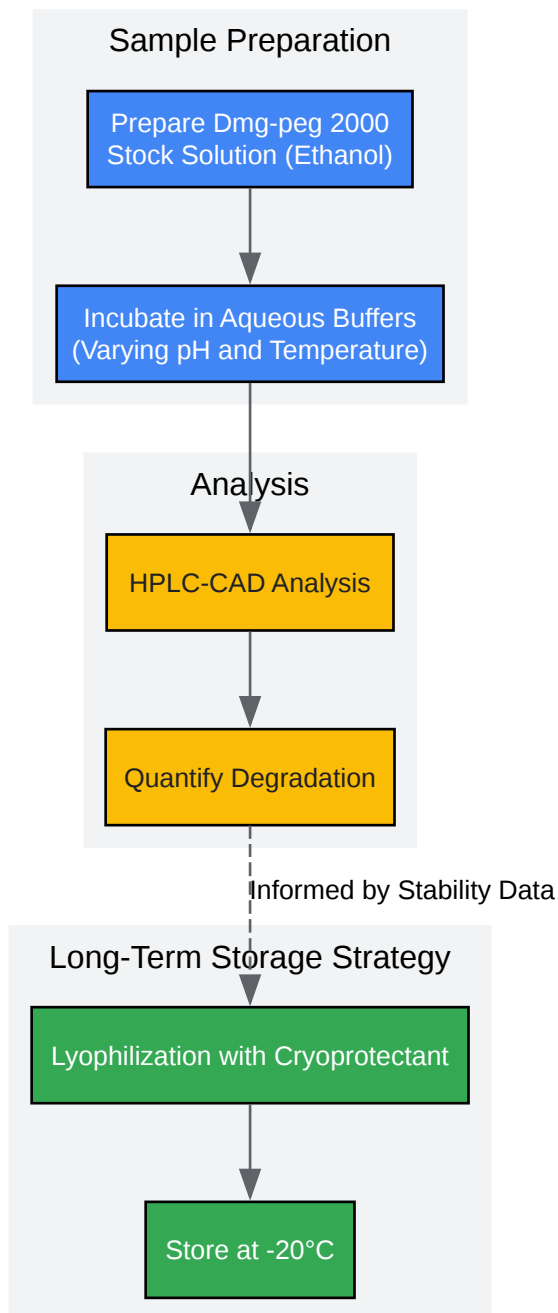 Sample Preparation
Prepare Dmg-peg 2000
Stock Solution (Ethanol)
Incubate in Aqueous Buffers
(Varying pH and Temperature)
Analysis
HPLC-CAD Analysis
Quantify Degradation
Informed by Stability Data
Long-Term Storage Strategy
Lyophilization with Cryoprotectant
Store at -20°C